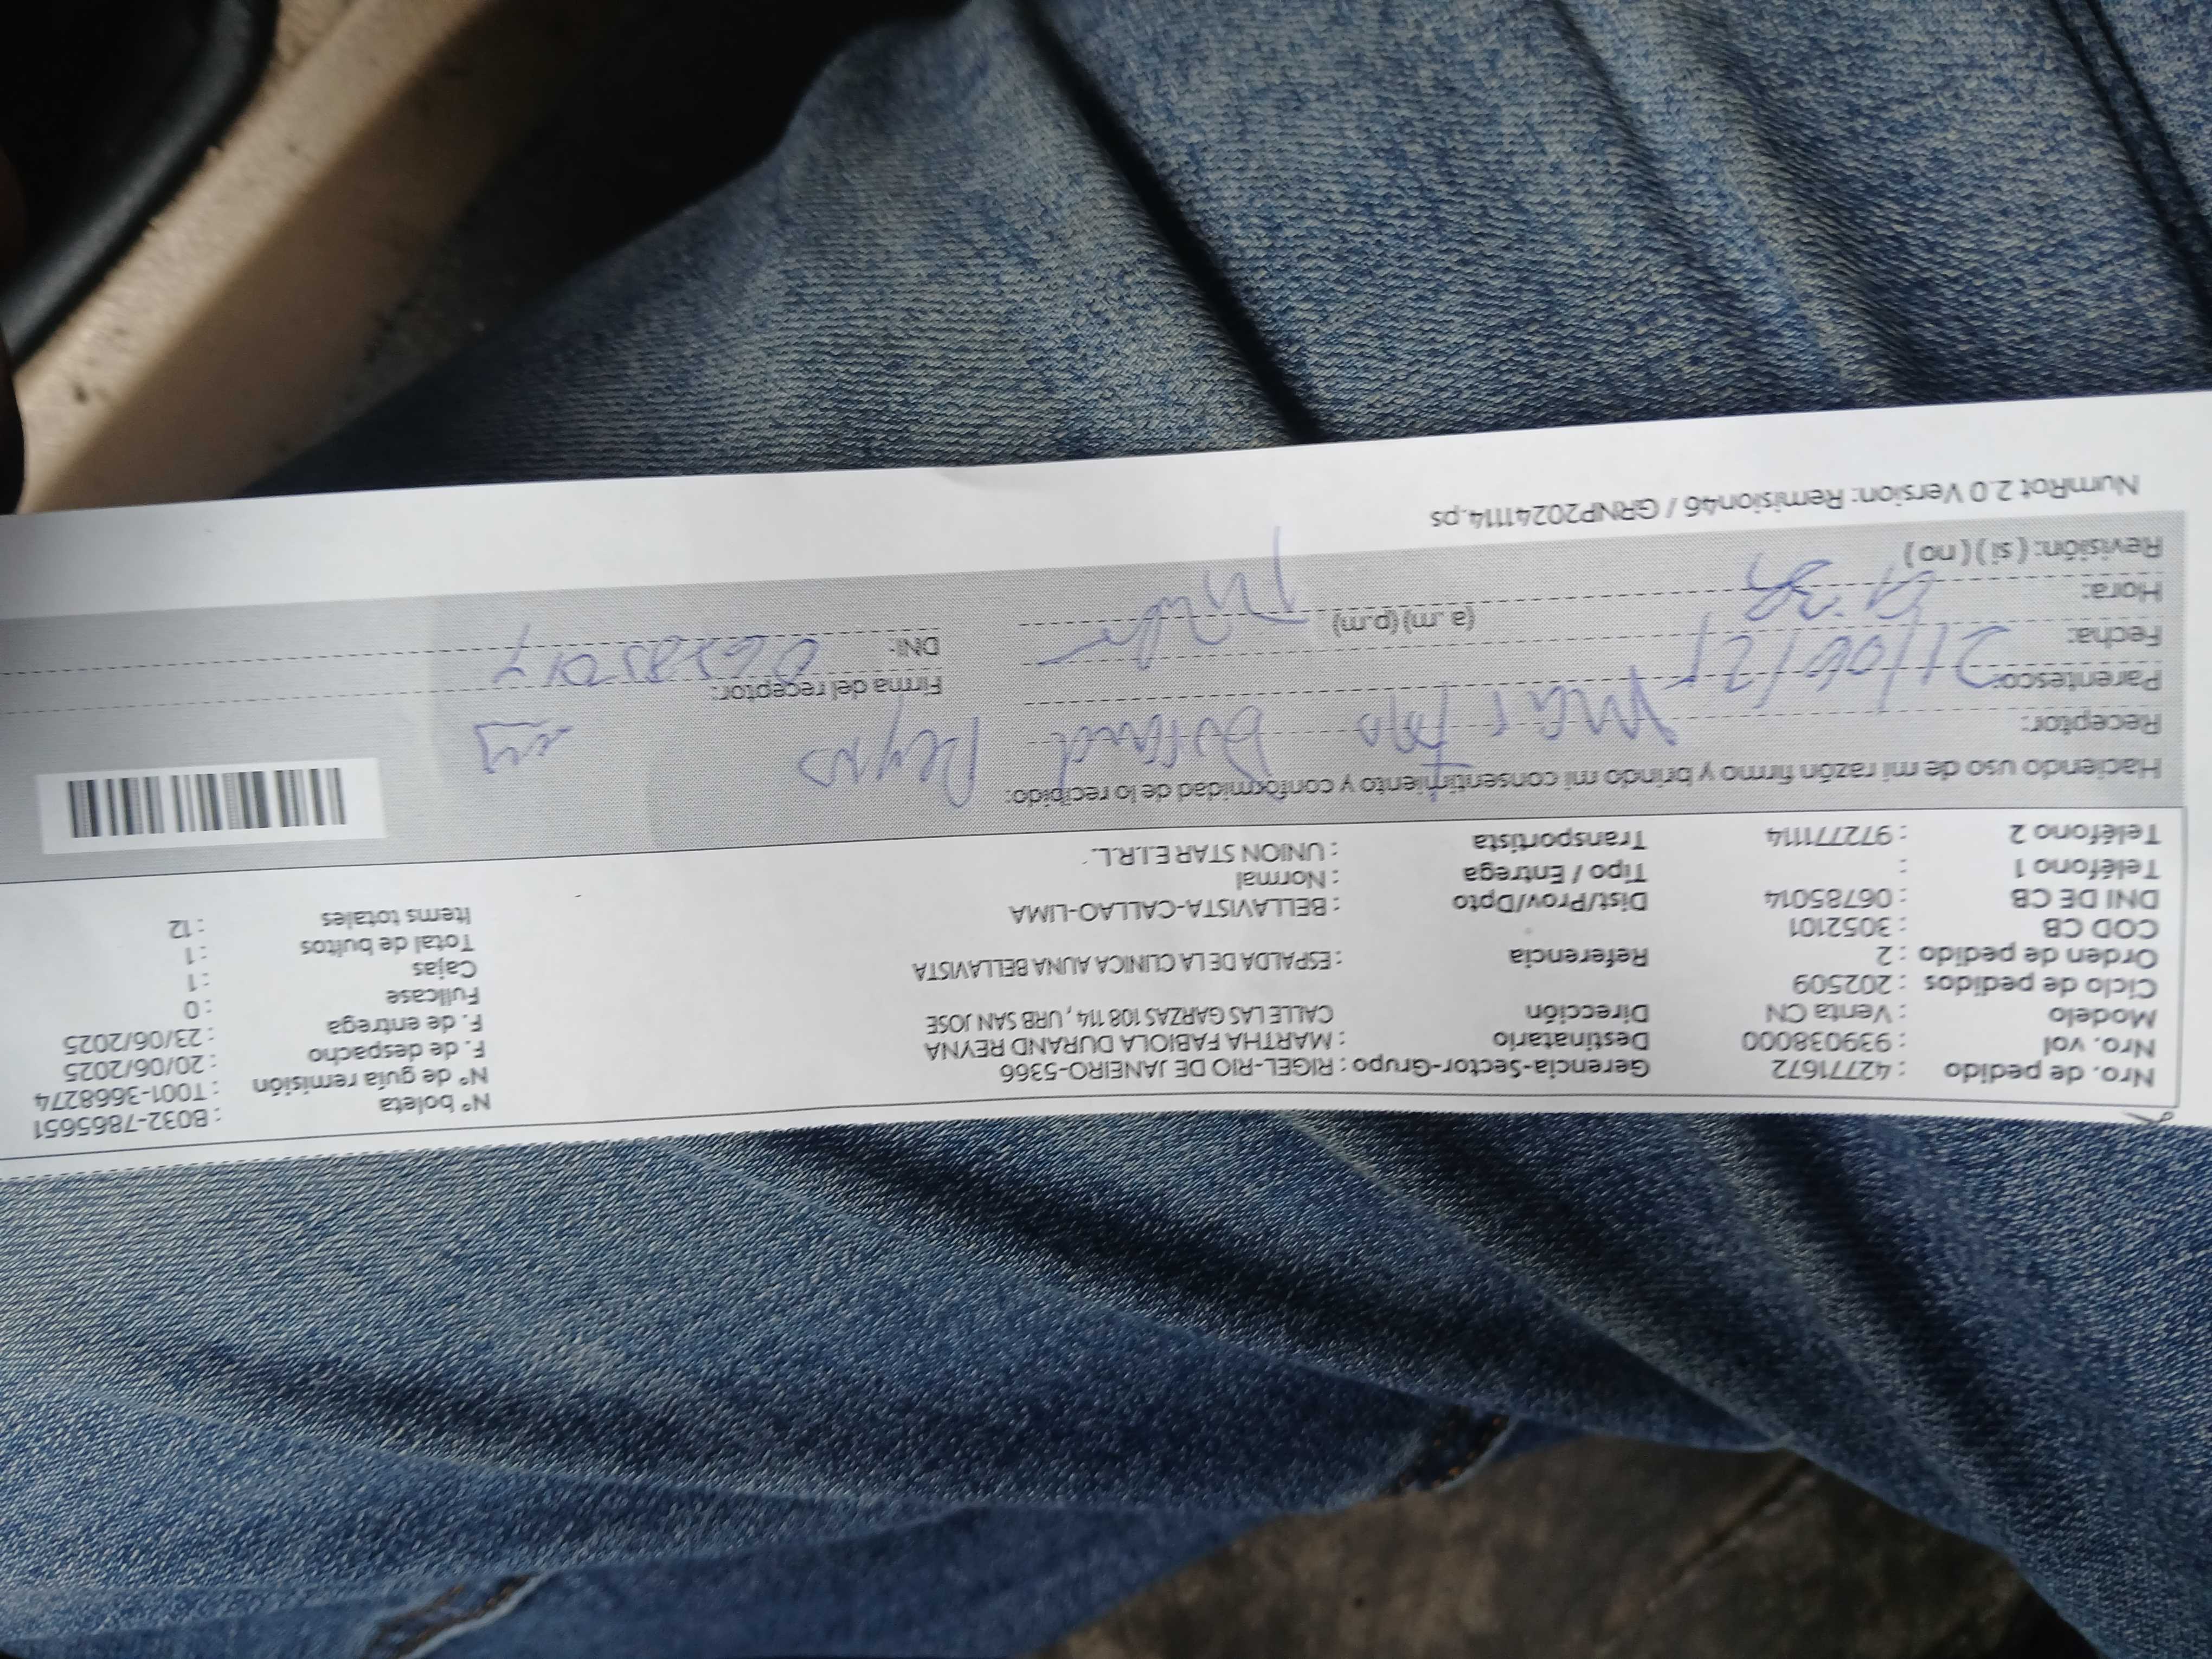 Nro. de pedido : 42771672 Gerencia-Sector-Grupo : RIGEL-RIO DE JANEIRO-5366 N° boleta : B032-7865651
Nro. vol : 939038000 Destinatario : MARTHA FABIOLA DURAND REYNA N° de guía remisión : T001-3668274
Modelo : Venta CN Dirección CALLE LAS GARZAS 108 114 , URB SAN JOSE F. de despacho : 20/06/2025
Ciclo de pedidos : 202509 F. de entrega : 23/06/2025
Orden de pedido : 2 Referencia : ESPALDA DE LA CLINICA AUNA BELLAVISTA Fullcase : 0
COD CB : 3052101 Cajas : 1
DNI DE CB : 06785014 Dist/Prov/Dpto : BELLAVISTA-CALLAO-LIMA Total de bultos : 1
Teléfono 1 : Tipo / Entrega : Normal Items totales : 12
Teléfono 2 : 972771114 Transportista : UNION STAR E.I.R.L.
Haciendo uso de mi razón firmo y brindo mi consentimiento y conformidad de lo recibido:
Receptor: Durand
Parentesco: Firma del receptor:
Fecha: 21/06/25 DNI:
Hora: (a .m) (p.m)
Revisión: ( si ) ( no )
NumRot 2.0 Version: Remision46 / GRNP20241114.ps